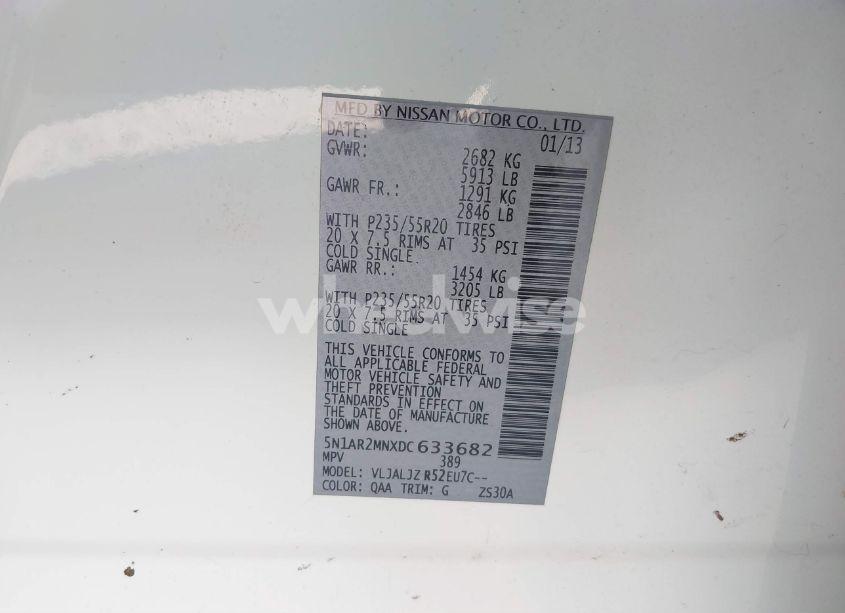 MFD BY NISSAN MOTOR CO., LTD.
DATE: 01/13
GVWR: 2682 KG
5913 LB
GAWR FR.: 1291 KG
2846 LB
WITH P235/55R20 TIRES
20 X 7.5 RIMS AT 35 PSI
COLD SINGLE.
GAWR RR.: 1454 KG
3205 LB
WITH P235/55R20 TIRES
20 X 7.5 RIMS AT 35 PSI
COLD SINGLE
wheelwise
THIS VEHICLE CONFORMS TO
ALL APPLICABLE FEDERAL
MOTOR VEHICLE SAFETY AND
THEFT PREVENTION
STANDARDS IN EFFECT ON
THE DATE OF MANUFACTURE
SHOWN ABOVE.
5N1AR2MNXDC633682
MPV 389
MODEL: VLJALJZ R52EU7C--
COLOR: QAA TRIM: G ZS30A